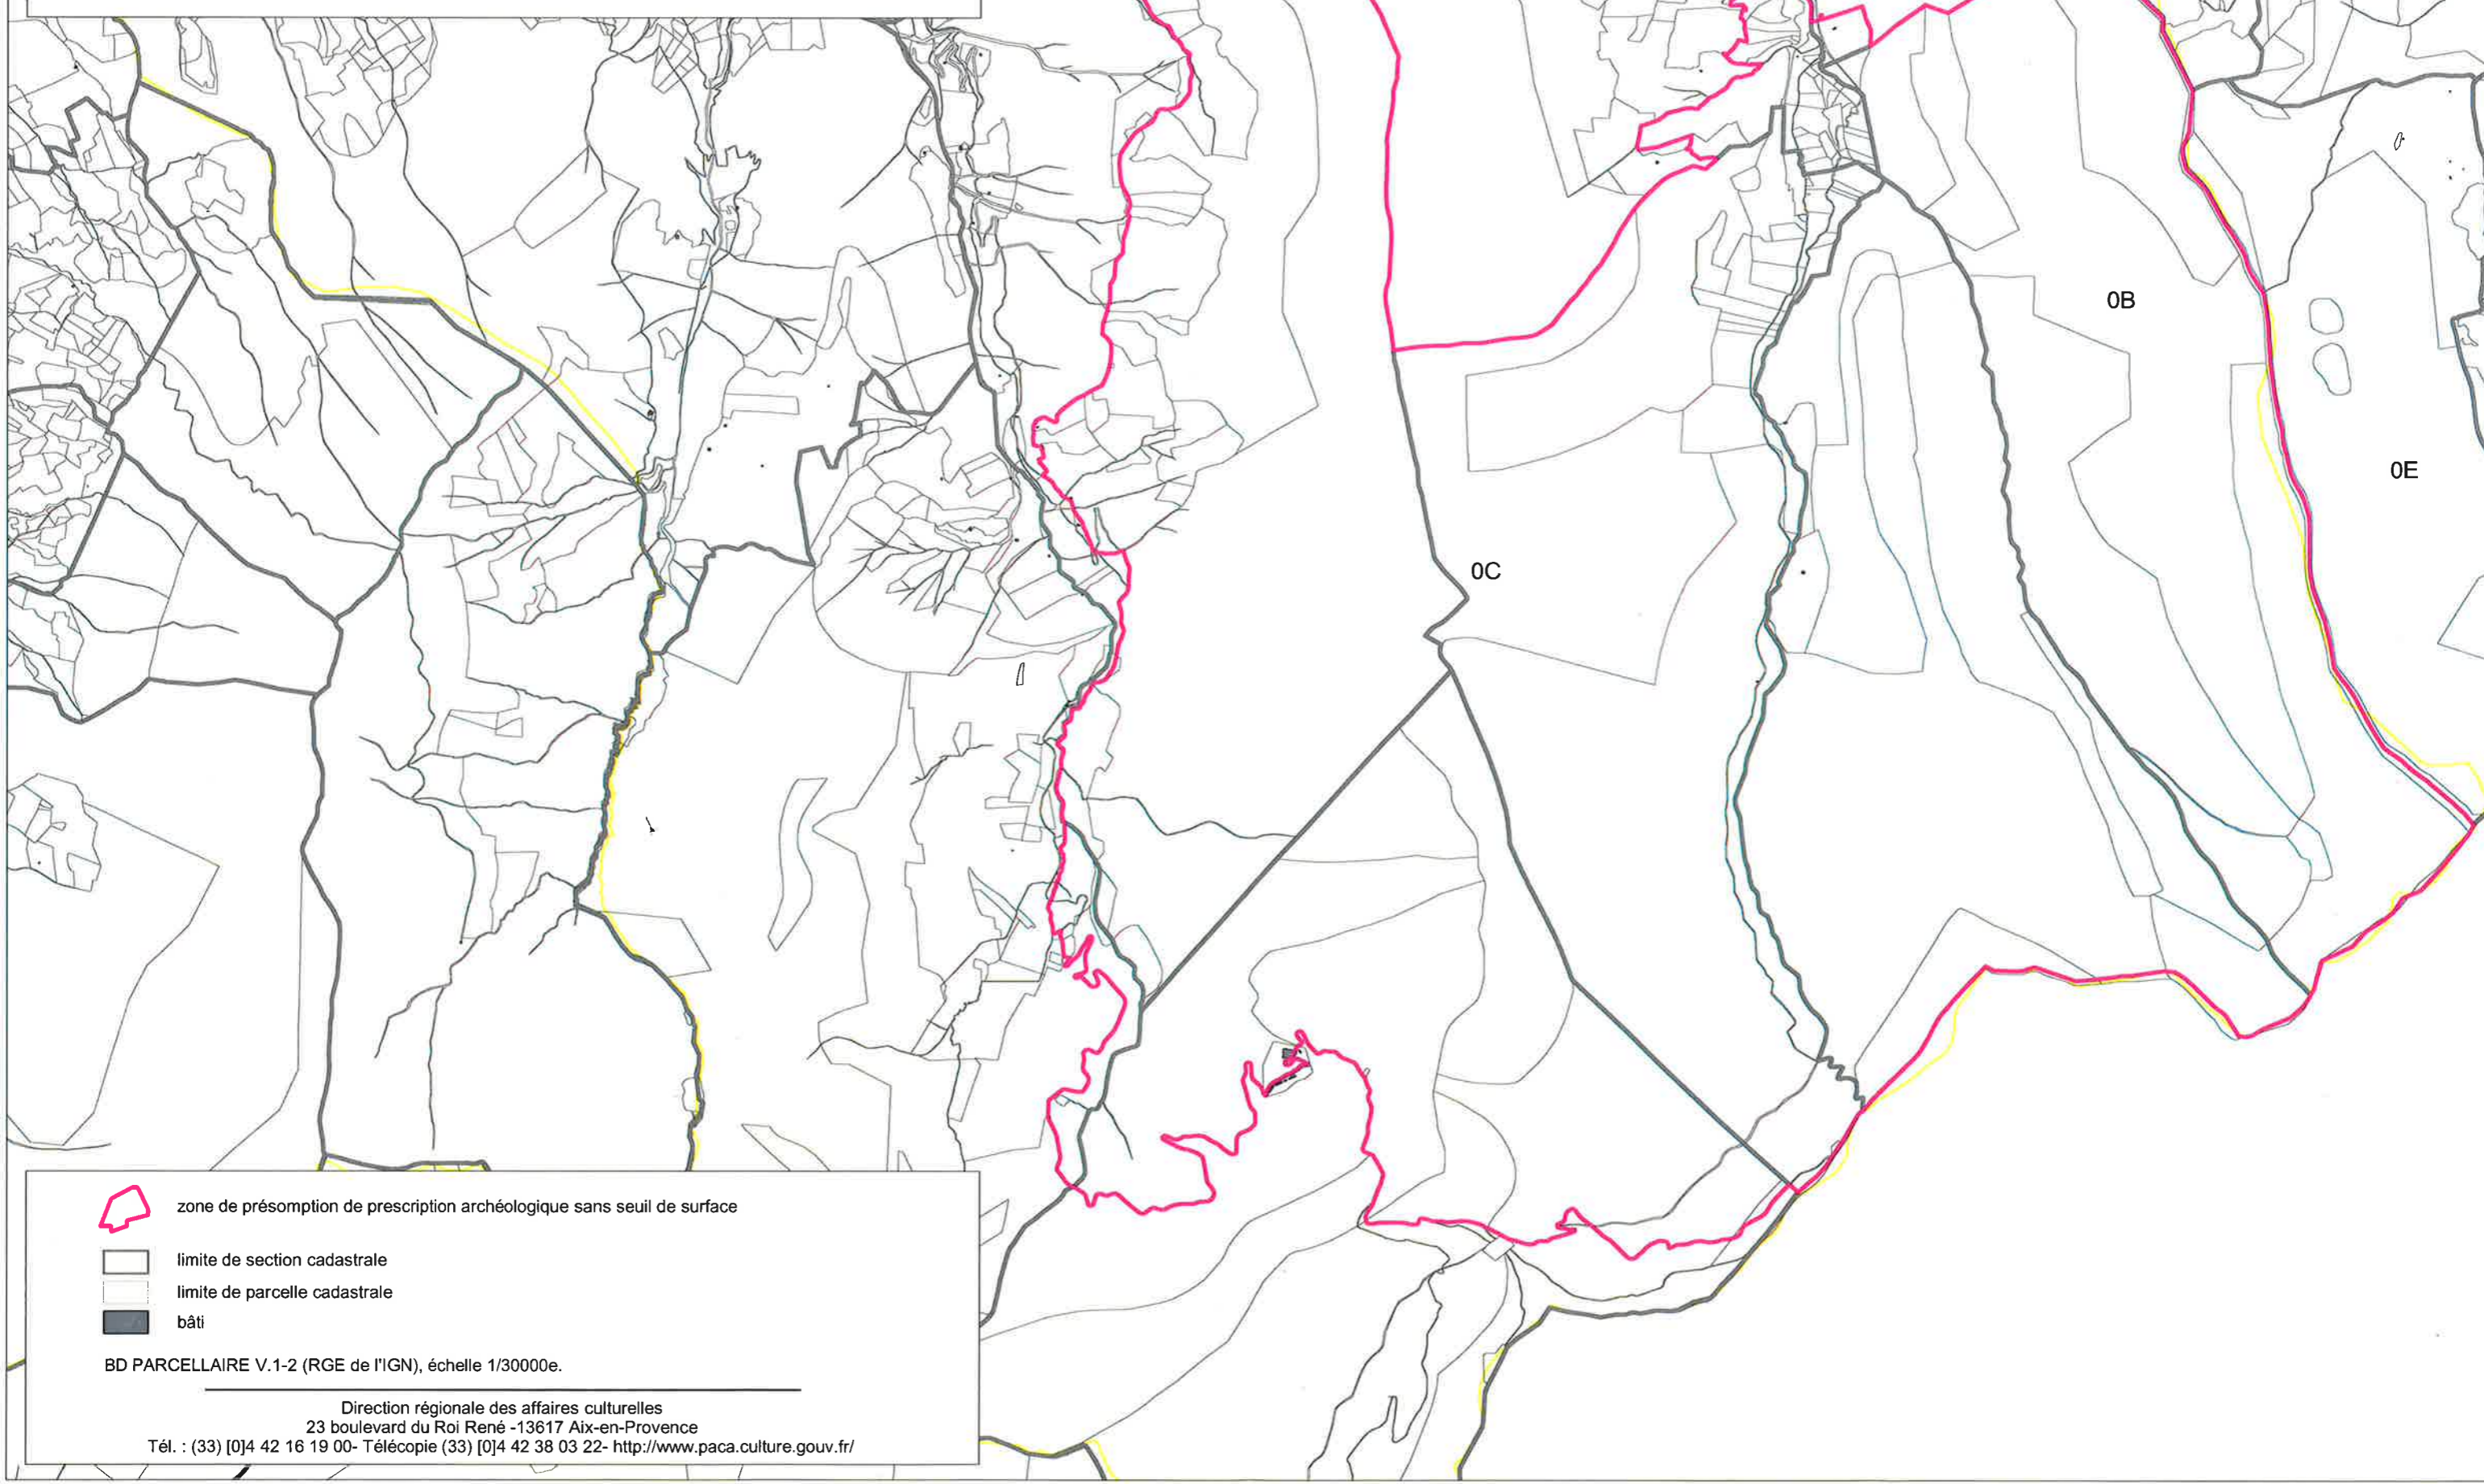 0B
0E
0C
zone de présomption de prescription archéologique sans seuil de surface
limite de section cadastrale
limite de parcelle cadastrale
bâti
BD PARCELLAIRE V.1-2 (RGE de l'IGN), échelle 1/30000e.
Direction régionale des affaires culturelles
23 boulevard du Roi René -13617 Aix-en-Provence
Tél. : (33) [0]4 42 16 19 00- Télécopie (33) [0]4 42 38 03 22- http://www.paca.culture.gouv.fr/